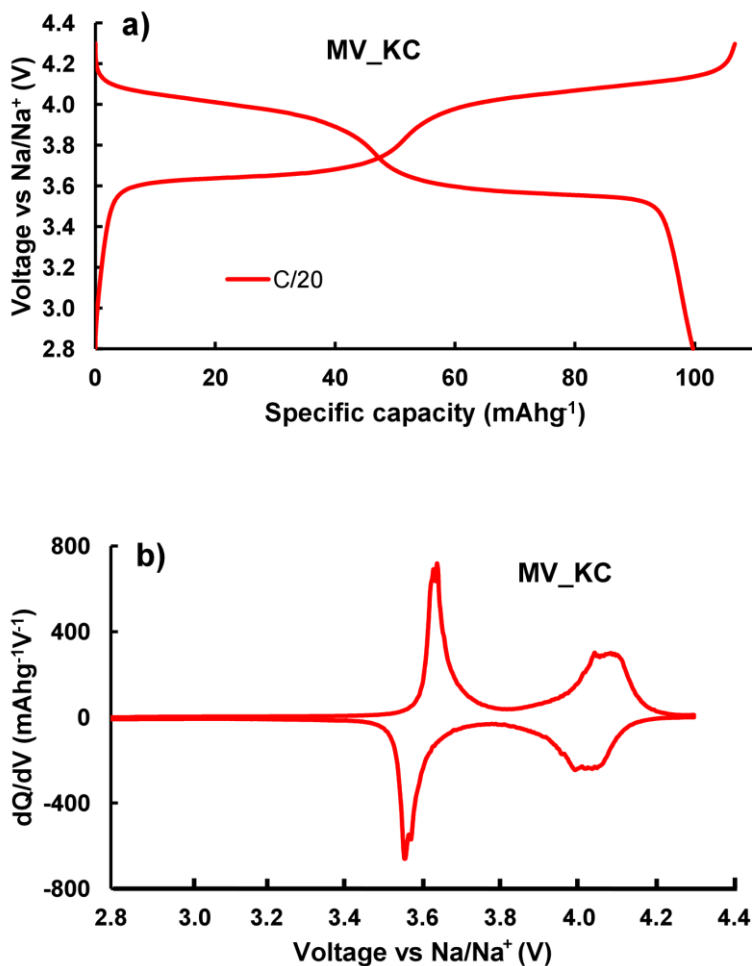 a)
MV_KC
Voltage vs Na/Na⁺ (V)
4.4
4.2
4.0
3.8
3.6
3.4
3.2
3.0
2.8
C/20
0 20 40 60 80 100
Specific capacity (mAhg⁻¹)
b)
MV_KC
dQ/dV (mAhg⁻¹V⁻¹)
800
400
0
-400
-800
2.8 3.0 3.2 3.4 3.6 3.8 4.0 4.2 4.4
Voltage vs Na/Na⁺ (V)